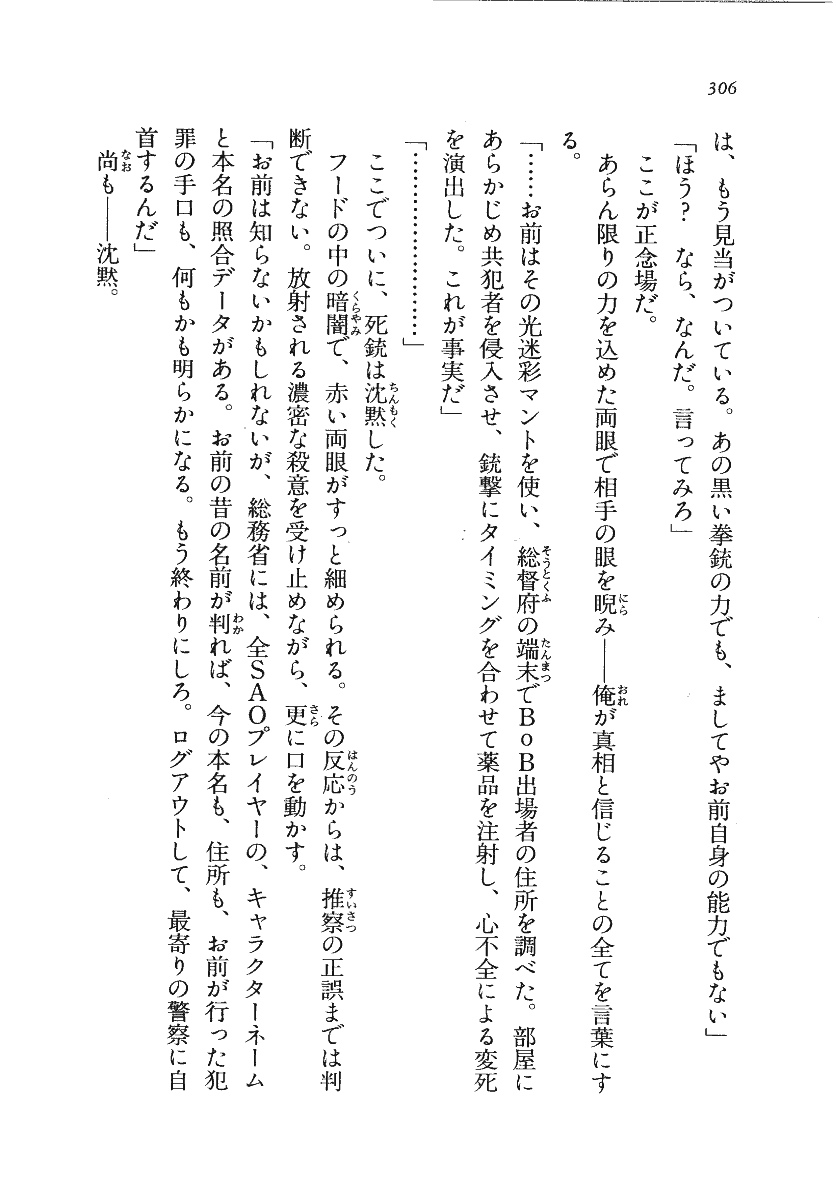 306
は、もう見当がついている。あの黒い拳銃の力でも、ましてやお前自身の能力でもない」
「ほう？　なら、なんだ。言ってみろ」
　ここが正念場だ。
　あらん限りの力を込めた両眼で相手の眼を睨み――俺が真相と信じることの全てを言葉にす
る。
「……お前はその光迷彩マントを使い、総督府の端末でＢｏＢ出場者の住所を調べた。部屋に
あらかじめ共犯者を侵入させ、銃撃にタイミングを合わせて薬品を注射し、心不全による変死
を演出した。これが事実だ」
「……………………」
　ここでついに、死銃は沈黙した。
　フードの中の暗闇で、赤い両眼がすっと細められる。その反応からは、推察の正誤までは判
断できない。放射される濃密な殺意を受け止めながら、更に口を動かす。
「お前は知らないかもしれないが、総務省には、全ＳＡＯプレイヤーの、キャラクターネーム
と本名の照合データがある。お前の昔の名前が判れば、今の本名も、住所も、お前が行った犯
罪の手口も、何もかも明らかになる。もう終わりにしろ。ログアウトして、最寄りの警察に自
首するんだ」
　尚も――沈黙。